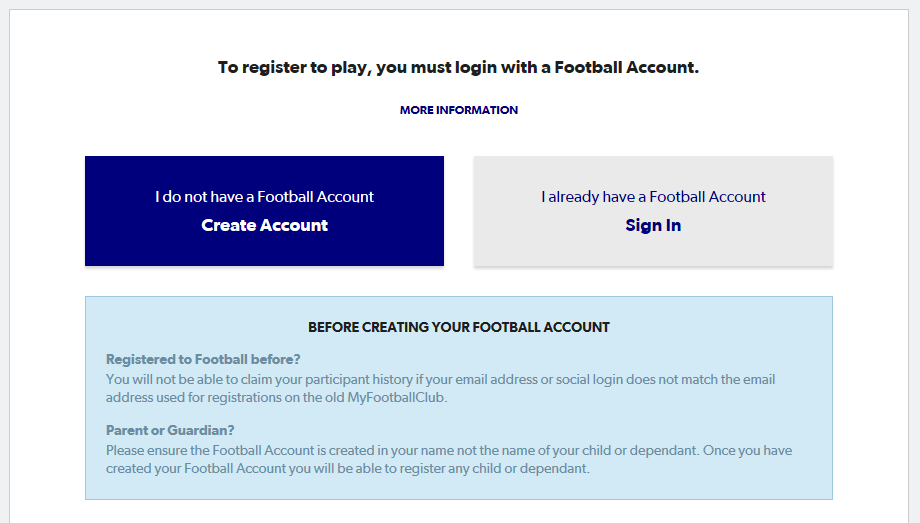 To register to play, you must login with a Football Account.
MORE INFORMATION
I do not have a Football Account
Create Account
I already have a Football Account
Sign In
BEFORE CREATING YOUR FOOTBALL ACCOUNT
Registered to Football before?
You will not be able to claim your participant history if your email address or social login does not match the email
address used for registrations on the old MyFootballClub.
Parent or Guardian?
Please ensure the Football Account is created in your name not the name of your child or dependant. Once you have
created your Football Account you will be able to register any child or dependant.